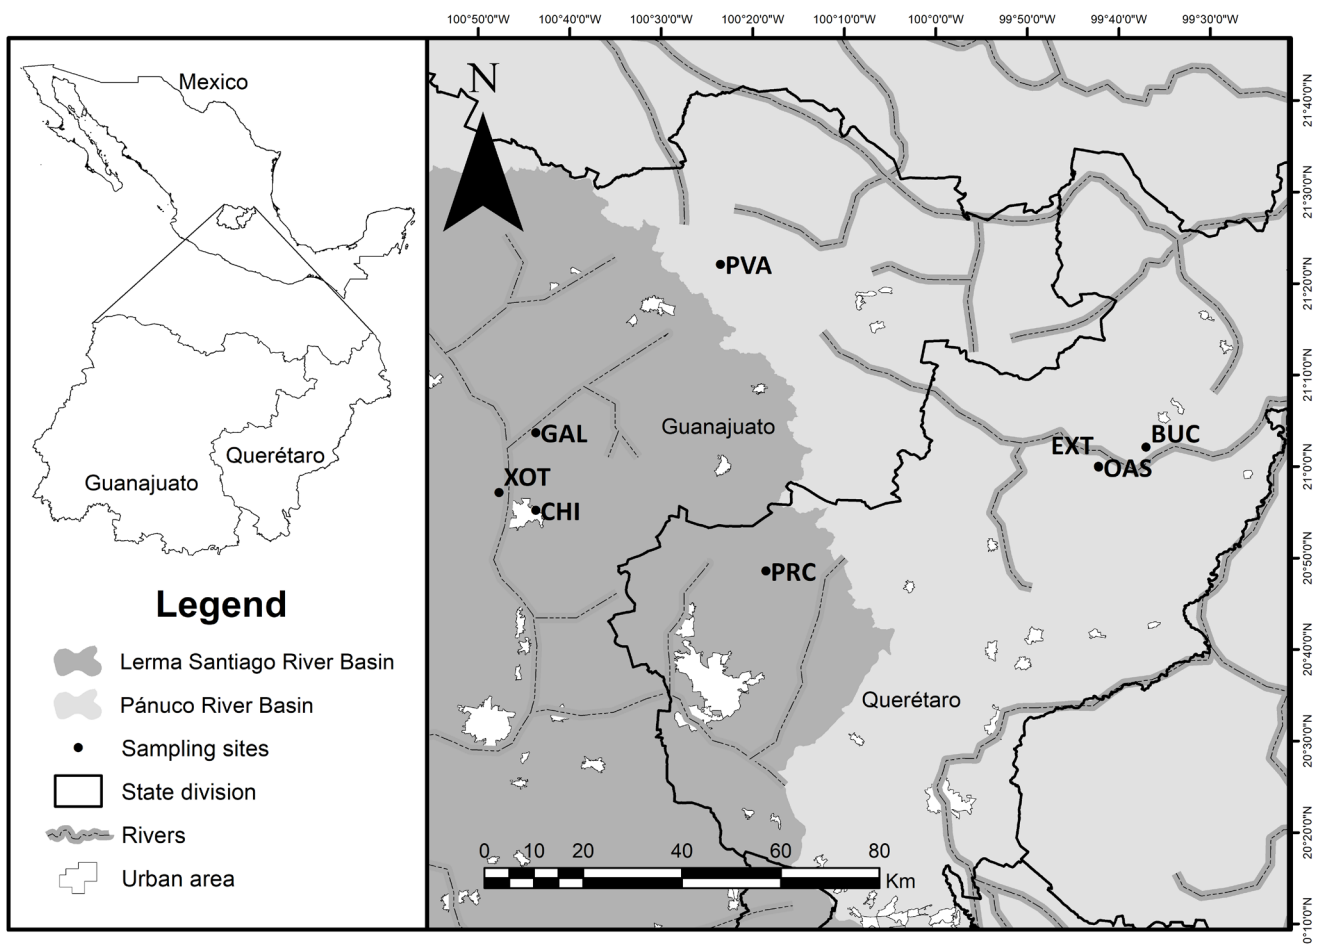 100°50'0"W 100°40'0"W 100°30'0"W 100°20'0"W 100°10'0"W 100°0'0"W 99°50'0"W 99°40'0"W 99°30'0"W
Mexico
Guanajuato
Querétaro
Legend
Lerma Santiago River Basin
Pánuco River Basin
Sampling sites
State division
Rivers
Urban area
N
PVA
GAL
Guanajuato
XOT
CHI
EXT
BUC
OAS
PRC
Querétaro
0 10 20 40 60 80
Km
21°40'0"N
21°30'0"N
21°20'0"N
21°10'0"N
21°0'0"N
20°50'0"N
20°40'0"N
20°30'0"N
20°20'0"N
0°10'0"N